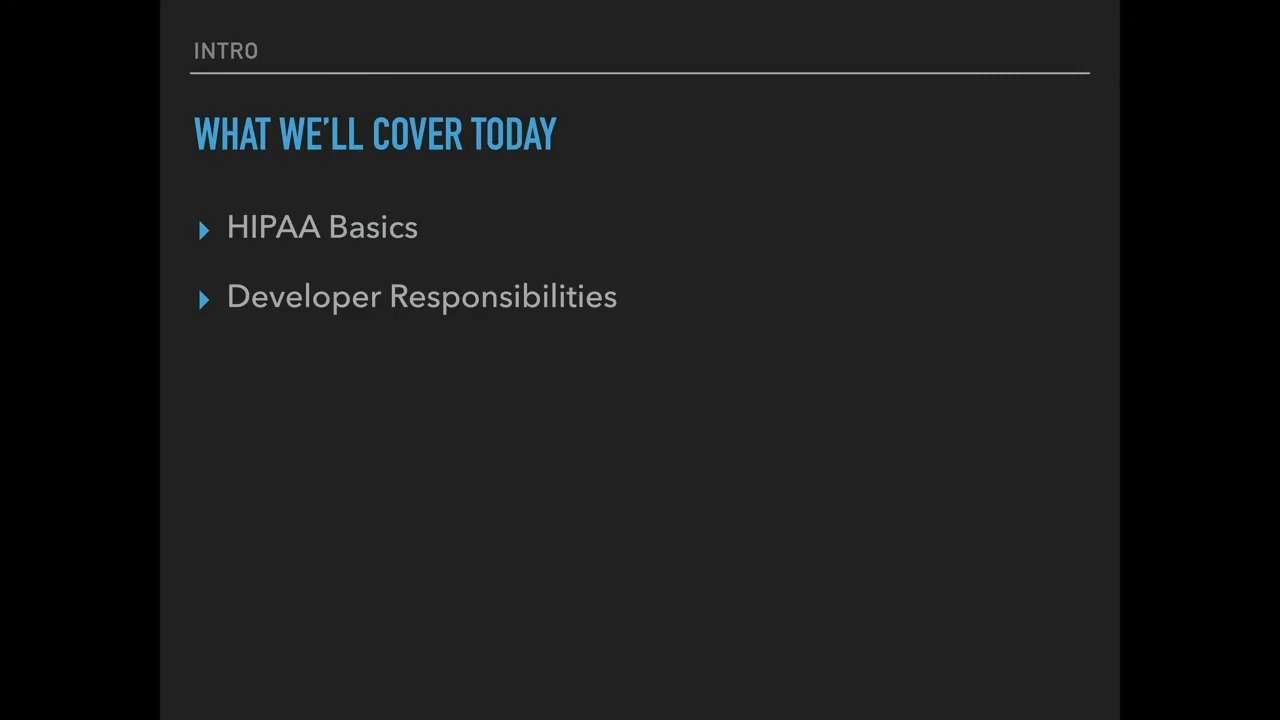 INTRO
WHAT WE’LL COVER TODAY
HIPAA Basics
Developer Responsibilities